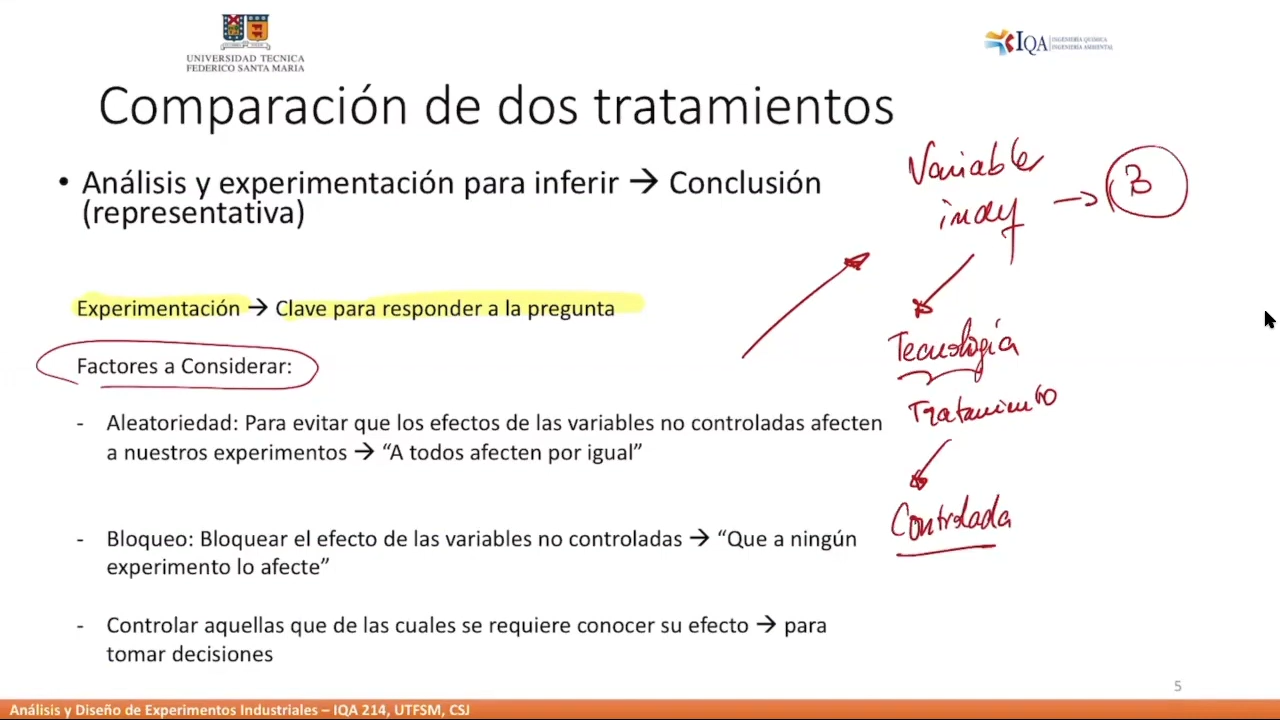 UNIVERSIDAD TECNICA
FEDERICO SANTA MARIA
IQA INGENIERÍA QUÍMICA
INGENIERÍA AMBIENTAL
Comparación de dos tratamientos
• Análisis y experimentación para inferir → Conclusión
(representativa)
Experimentación → Clave para responder a la pregunta
Factores a Considerar:
- Aleatoriedad: Para evitar que los efectos de las variables no controladas afecten
a nuestros experimentos → “A todos afecten por igual”
- Bloqueo: Bloquear el efecto de las variables no controladas → “Que a ningún
experimento lo afecte”
- Controlar aquellas que de las cuales se requiere conocer su efecto → para
tomar decisiones
Variable
indep → B
Tecnología
Tratamiento
Controlada
5
Análisis y Diseño de Experimentos Industriales – IQA 214, UTFSM, CSJ